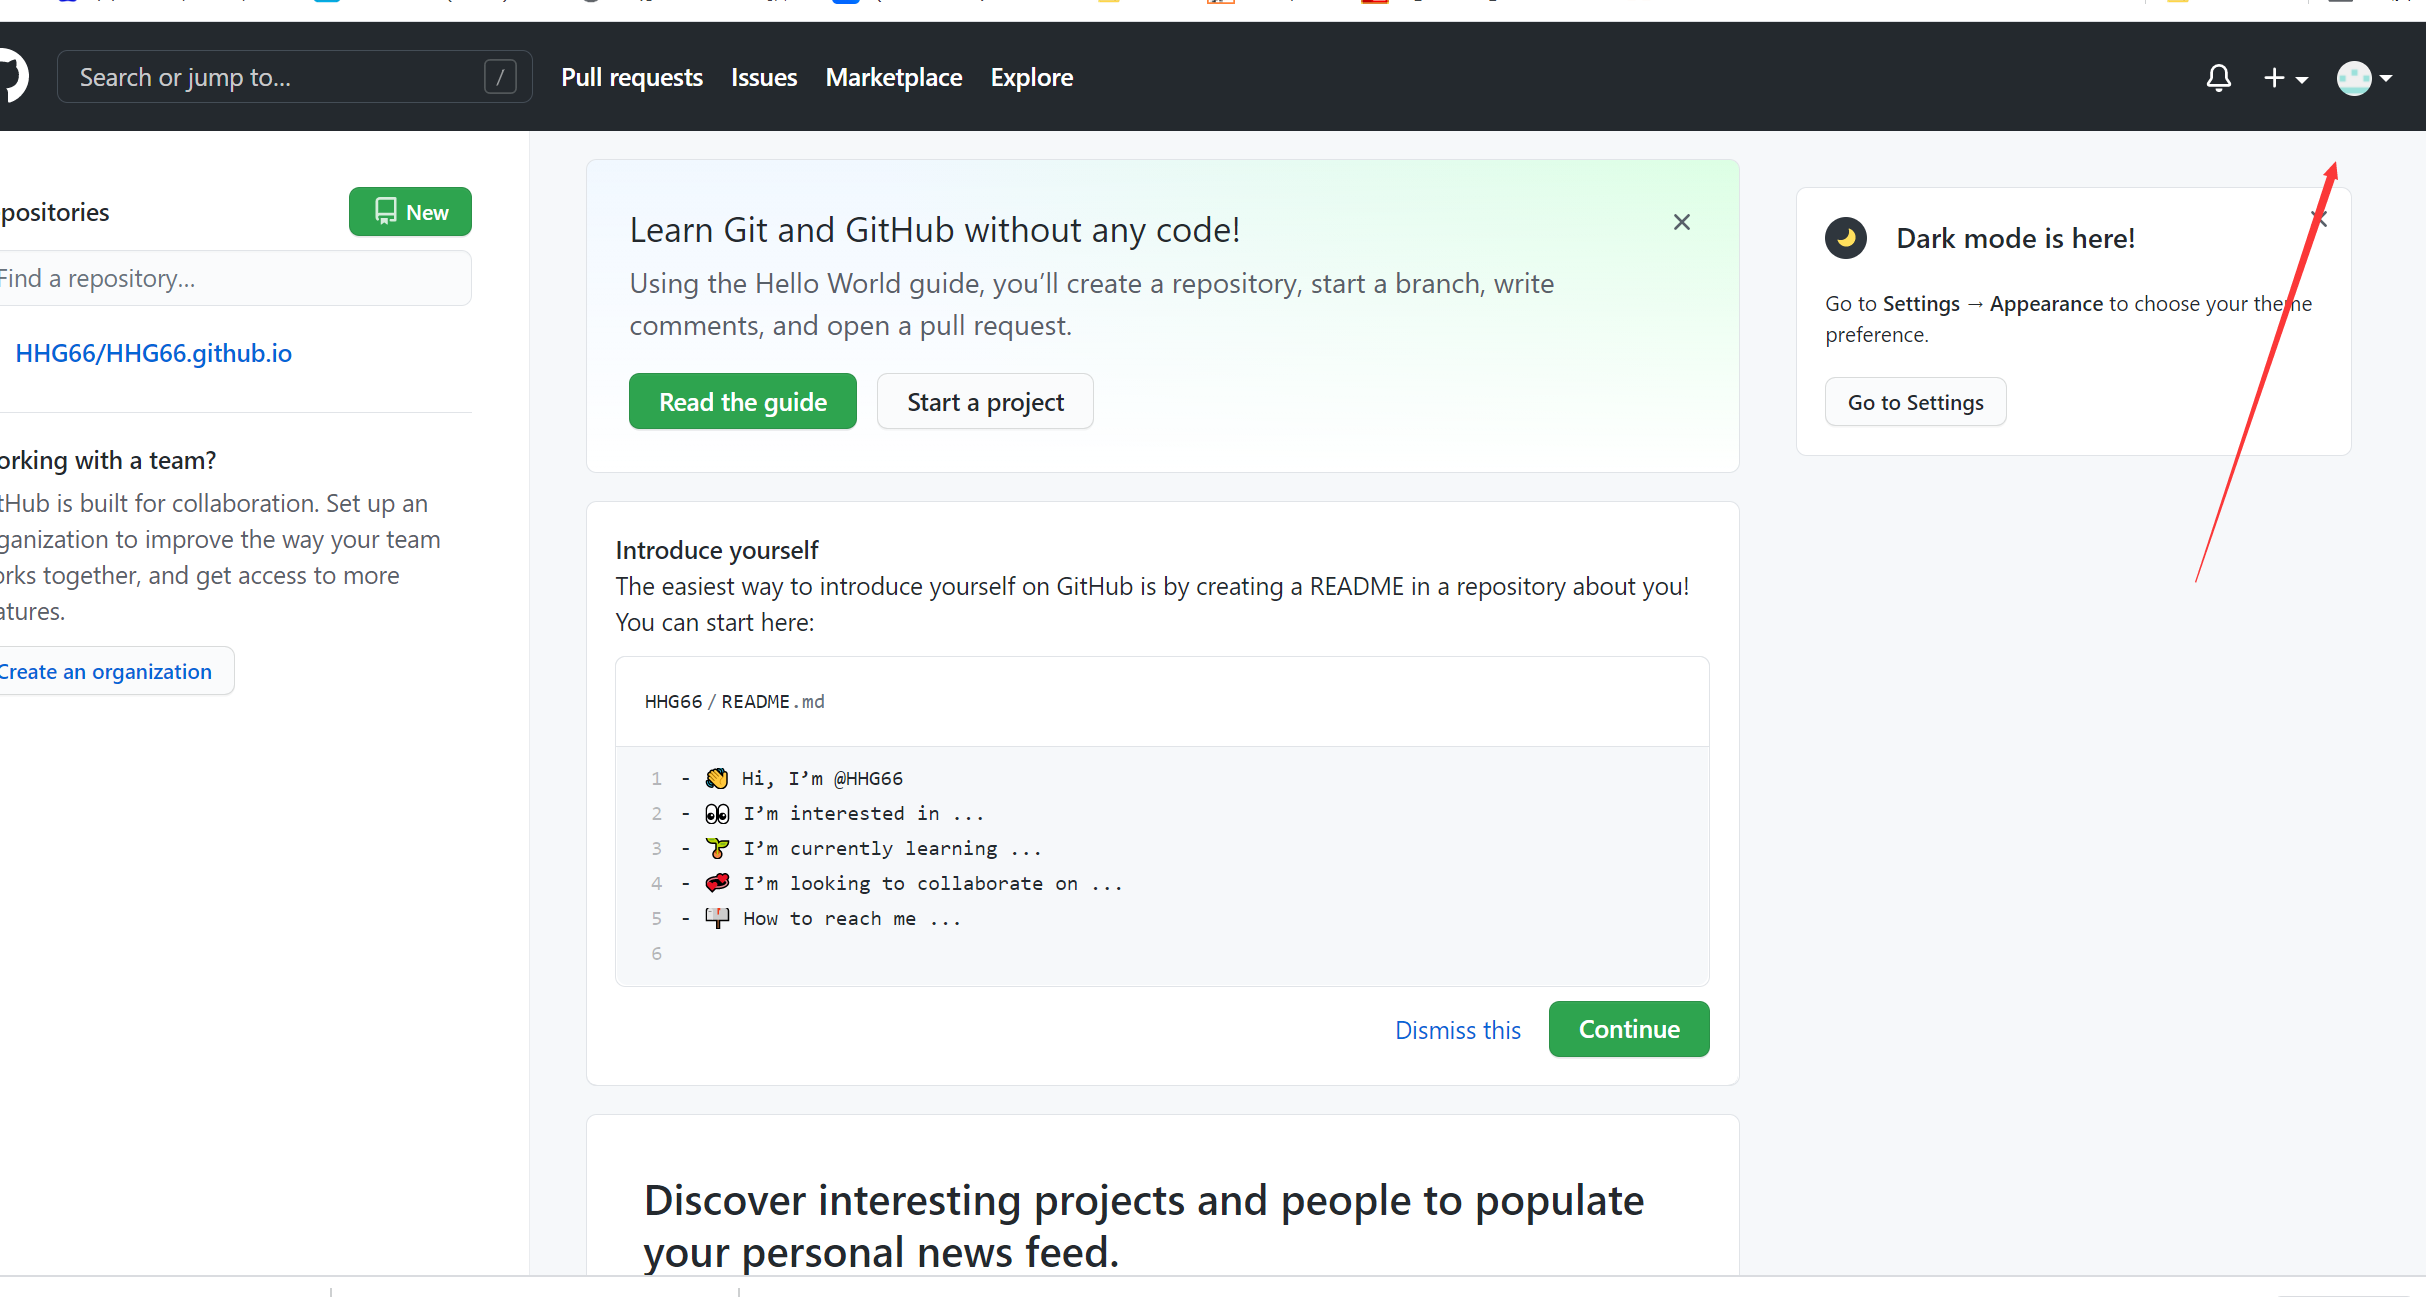 Search or jump to...
/
Pull requests
Issues
Marketplace
Explore
positories
New
Find a repository...
HHG66/HHG66.github.io
orking with a team?
tHub is built for collaboration. Set up an
ganization to improve the way your team
orks together, and get access to more
atures.
Create an organization
Learn Git and GitHub without any code!
Using the Hello World guide, you’ll create a repository, start a branch, write
comments, and open a pull request.
Read the guide
Start a project
Introduce yourself
The easiest way to introduce yourself on GitHub is by creating a README in a repository about you!
You can start here:
HHG66 / README.md
1 - 👋 Hi, I’m @HHG66
2 - 👀 I’m interested in ...
3 - 🌱 I’m currently learning ...
4 - 💞️ I’m looking to collaborate on ...
5 - 📫 How to reach me ...
6
Dismiss this
Continue
Discover interesting projects and people to populate
your personal news feed.
Dark mode is here!
Go to Settings → Appearance to choose your theme
preference.
Go to Settings